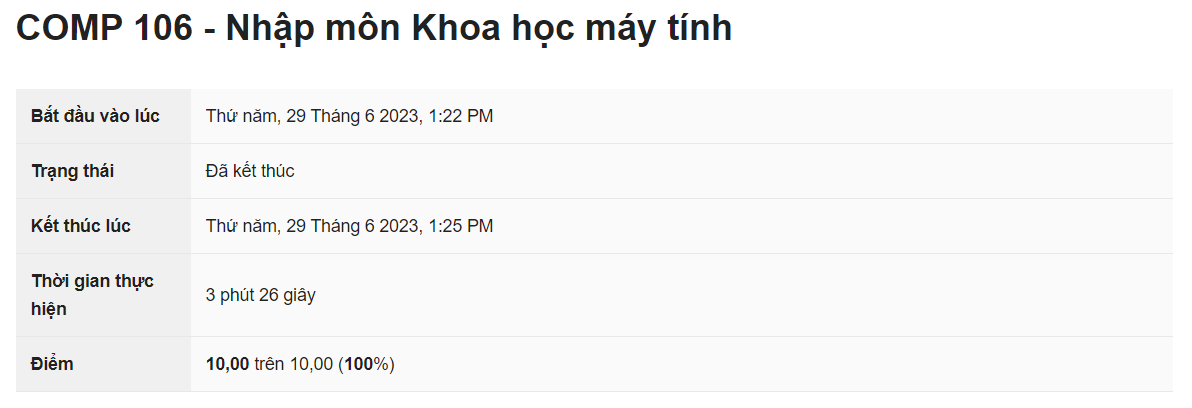 COMP 106 - Nhập môn Khoa học máy tính
Bắt đầu vào lúc Thứ năm, 29 Tháng 6 2023, 1:22 PM
Trạng thái Đã kết thúc
Kết thúc lúc Thứ năm, 29 Tháng 6 2023, 1:25 PM
Thời gian thực
hiện
3 phút 26 giây
Điểm 10,00 trên 10,00 (100%)